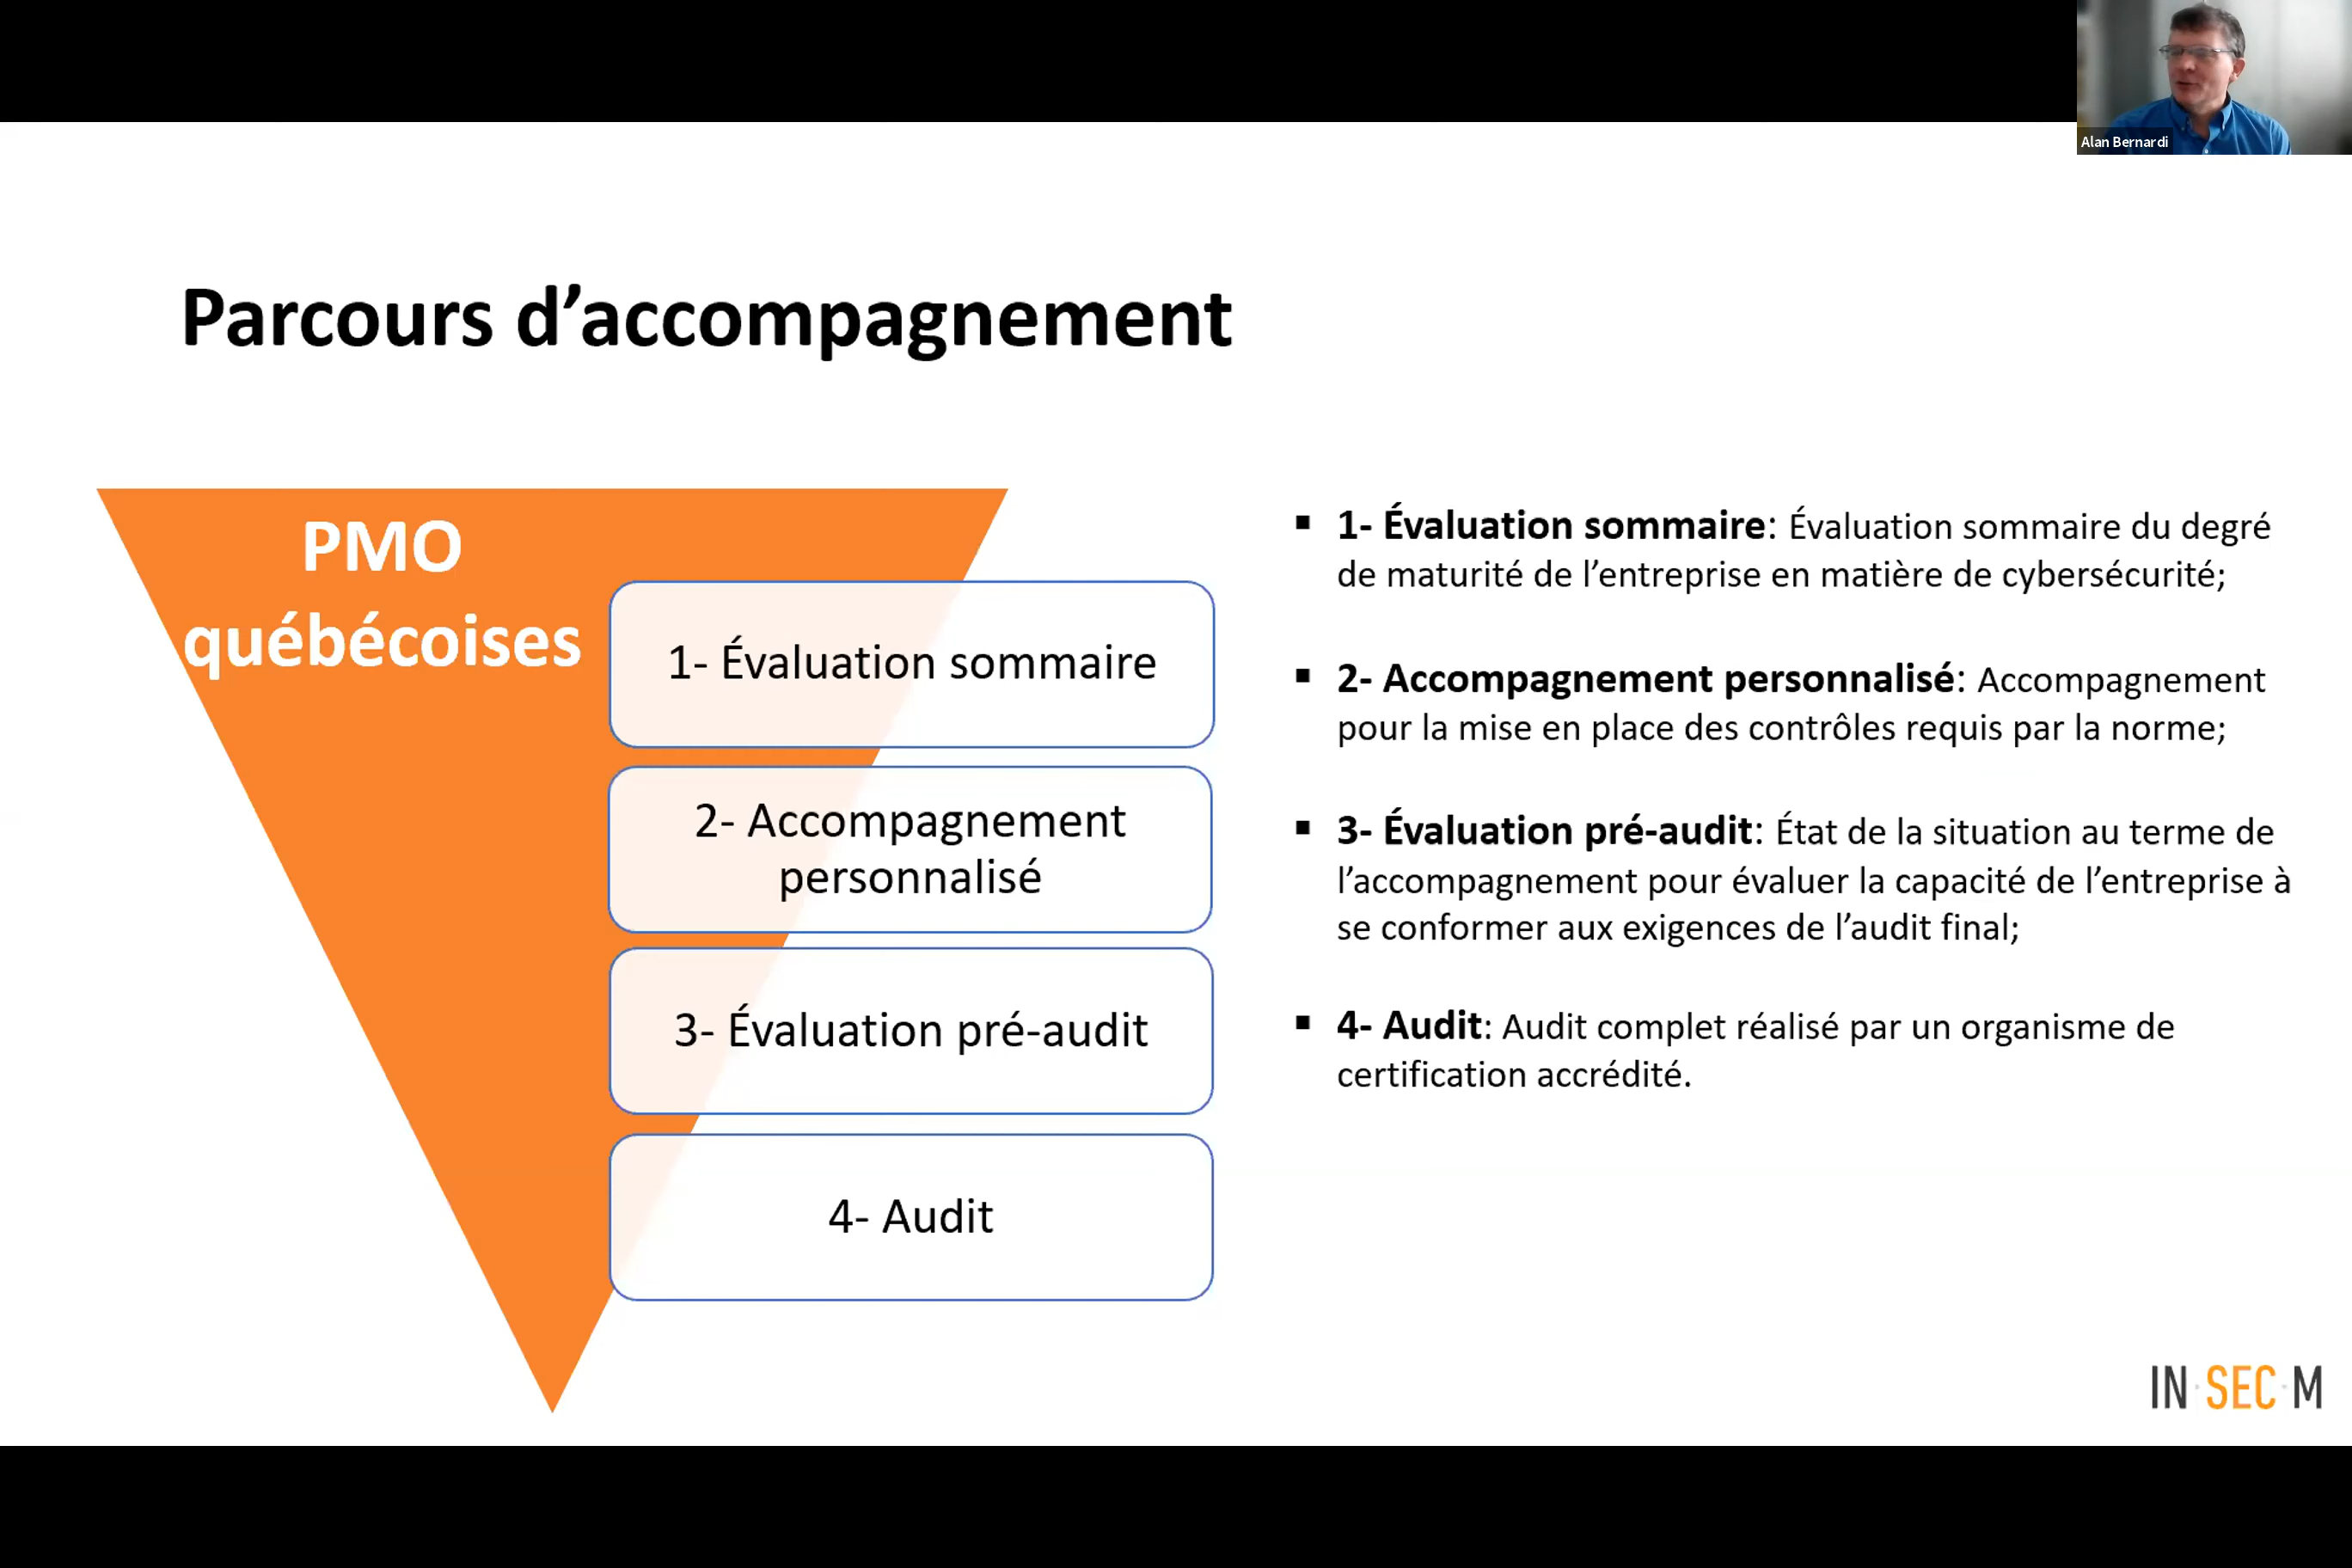 Alan Bernardi
Parcours d’accompagnement
PMO
québécoises
1- Évaluation sommaire
2- Accompagnement
personnalisé
3- Évaluation pré-audit
4- Audit
▪ 1- Évaluation sommaire: Évaluation sommaire du degré
de maturité de l’entreprise en matière de cybersécurité;
▪ 2- Accompagnement personnalisé: Accompagnement
pour la mise en place des contrôles requis par la norme;
▪ 3- Évaluation pré-audit: État de la situation au terme de
l’accompagnement pour évaluer la capacité de l’entreprise à
se conformer aux exigences de l’audit final;
▪ 4- Audit: Audit complet réalisé par un organisme de
certification accrédité.
IN·SEC·M